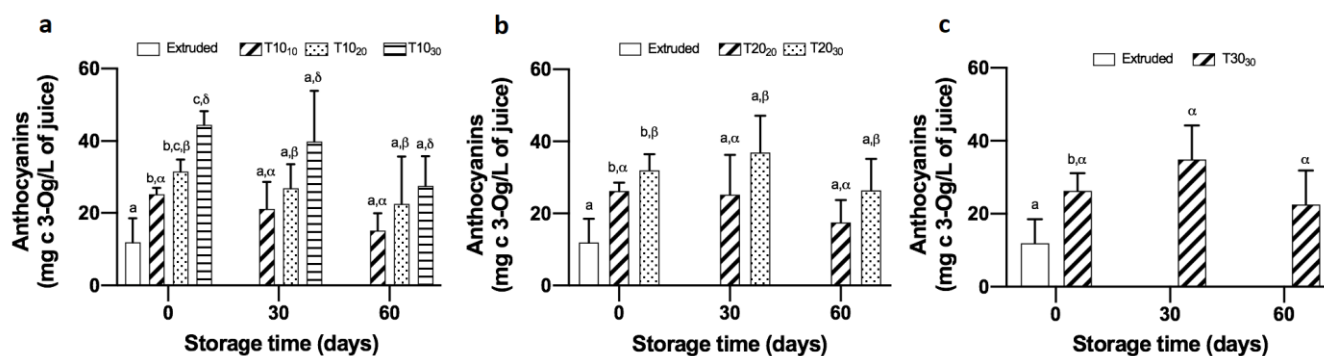 a
Extruded T10₁₀ T10₂₀ T10₃₀
Anthocyanins
(mg c 3-Og/L of juice)
60
40
20
0
a
b,α
b,c,β
c,δ
a,α
a,β
a,δ
a,α
a,β
a,δ
0 30 60
Storage time (days)
b
Extruded T20₂₀ T20₃₀
Anthocyanins
(mg c 3-Og/L of juice)
60
40
20
0
a
b,α
b,β
a,α
a,β
a,α
a,β
0 30 60
Storage time (days)
c
Extruded T30₃₀
Anthocyanins
(mg c 3-Og/L of juice)
60
40
20
0
a
b,α
α
α
0 30 60
Storage time (days)